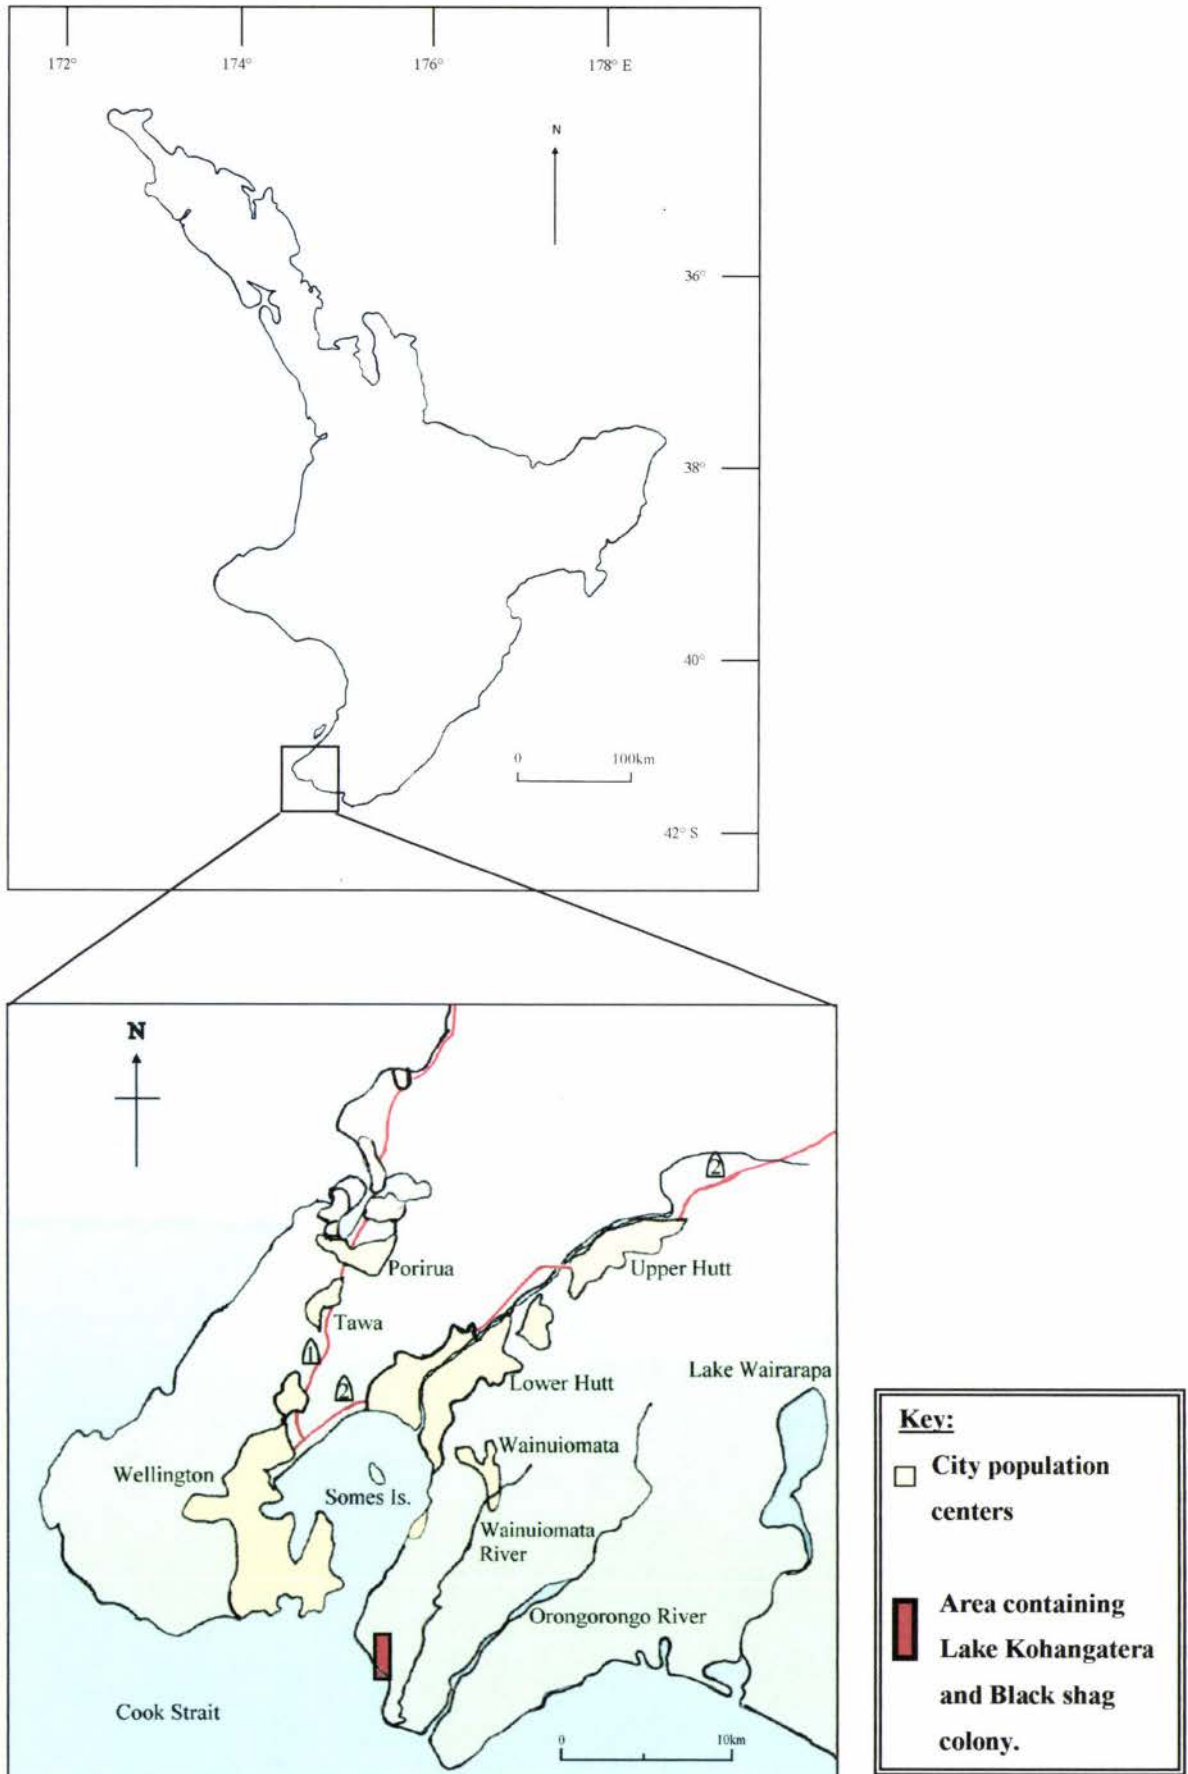 172°
174°
176°
178° E
N
36°
38°
40°
0
100km
42° S
N
2
Porirua
Upper Hutt
Tawa
1
Lake Wairarapa
2
Lower Hutt
Wellington
Wainuiomata
Somes Is.
Wainuiomata
River
Orongorongo River
Cook Strait
0
10km
Key:
City population
centers
Area containing
Lake Kohangatera
and Black shag
colony.